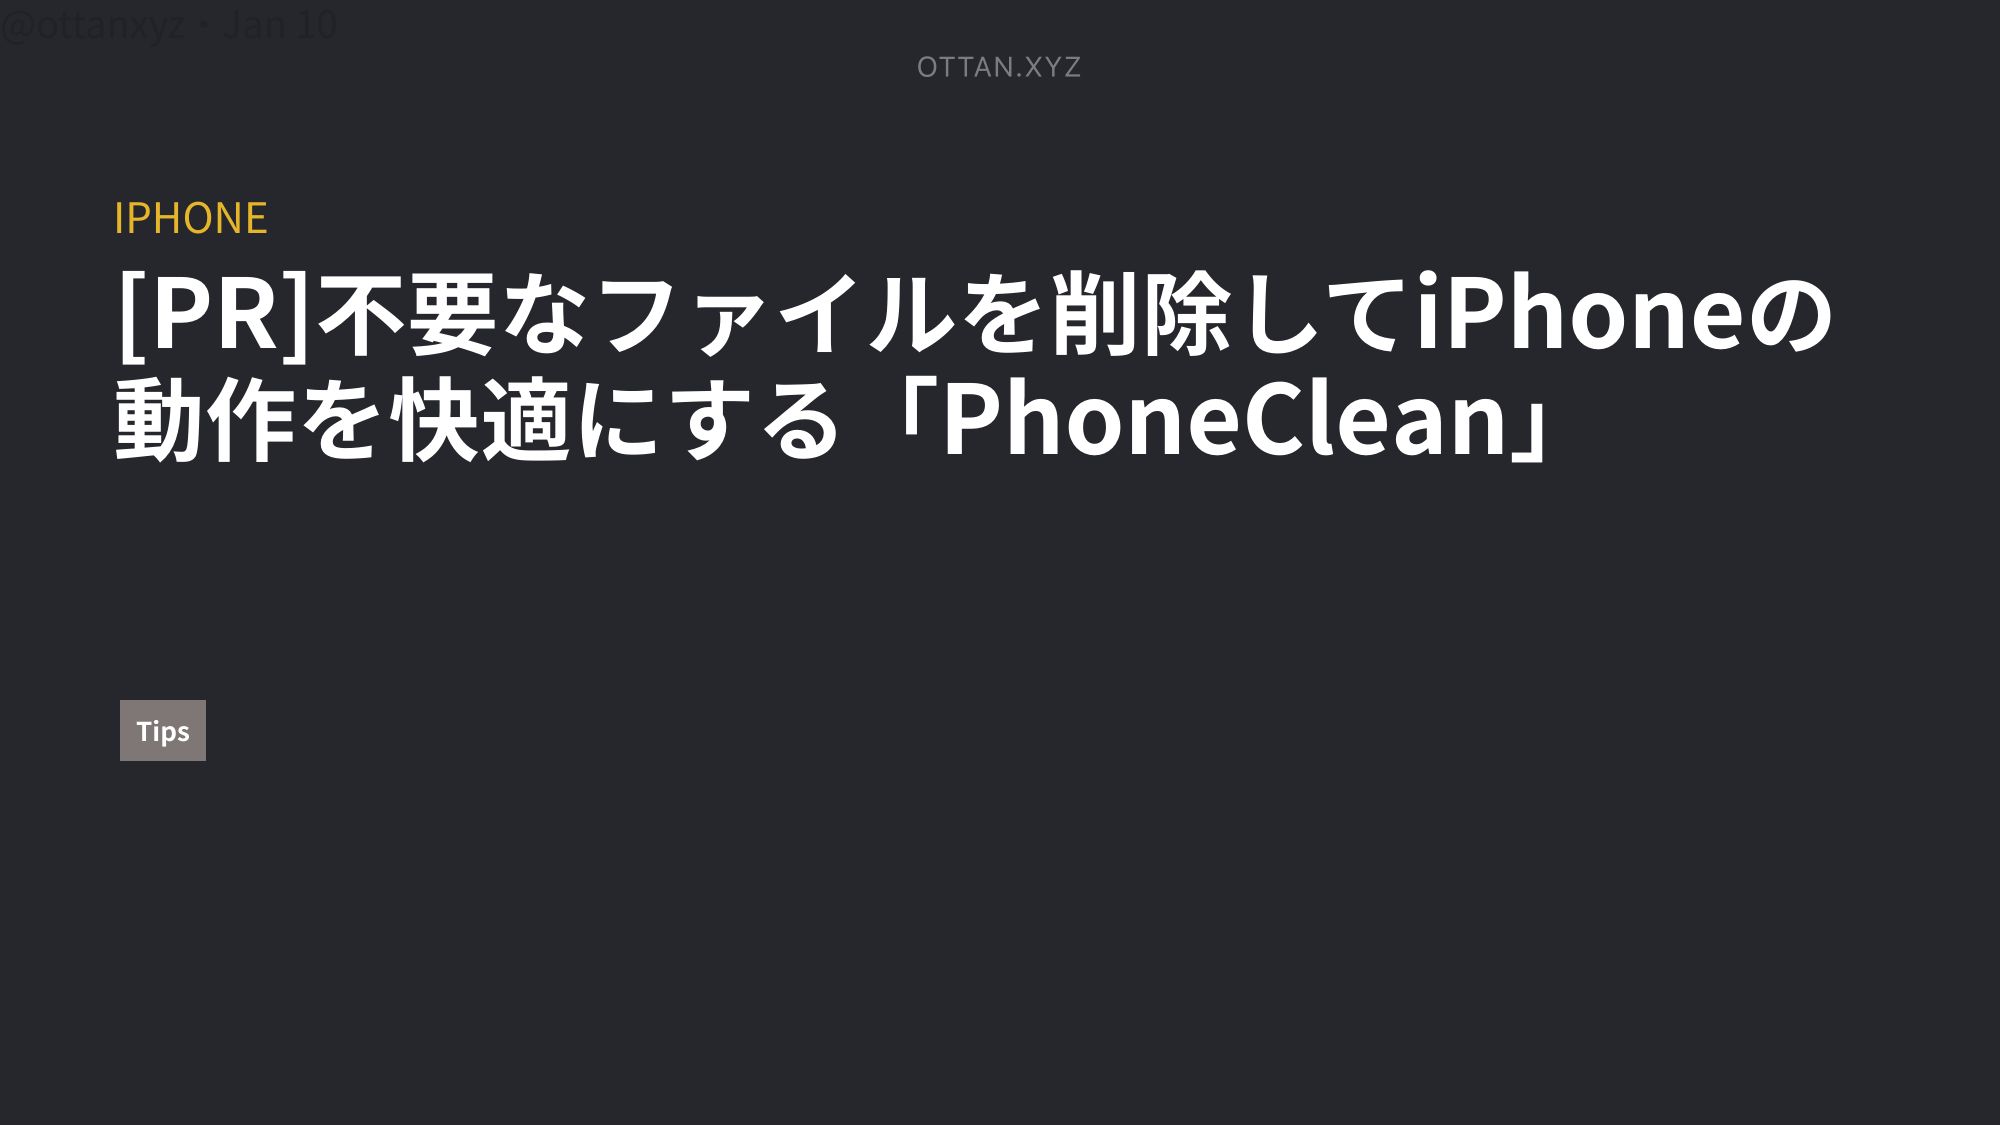 @ottanxyz・Jan 10
OTTAN.XYZ
IPHONE
[PR]不要なファイルを削除してiPhoneの
動作を快適にする「PhoneClean」
Tips